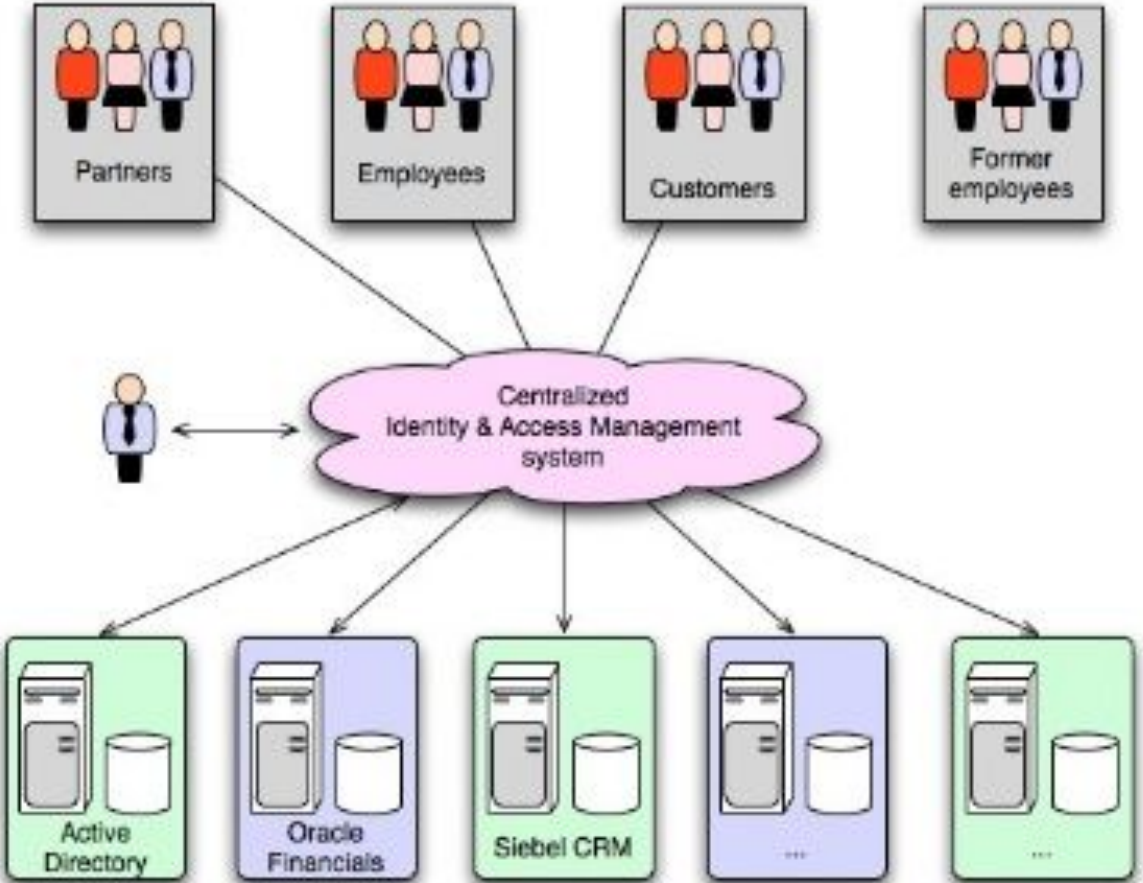 Partners
Employees
Customers
Former
employees
Centralized
Identity & Access Management
system
Active
Directory
Oracle
Financials
Siebel CRM
...
...